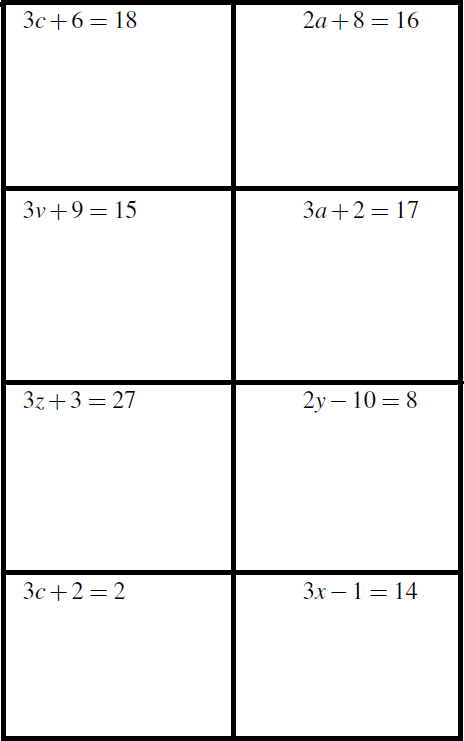 3c + 6 = 18
2a + 8 = 16
3v + 9 = 15
3a + 2 = 17
3z + 3 = 27
2y − 10 = 8
3c + 2 = 2
3x − 1 = 14